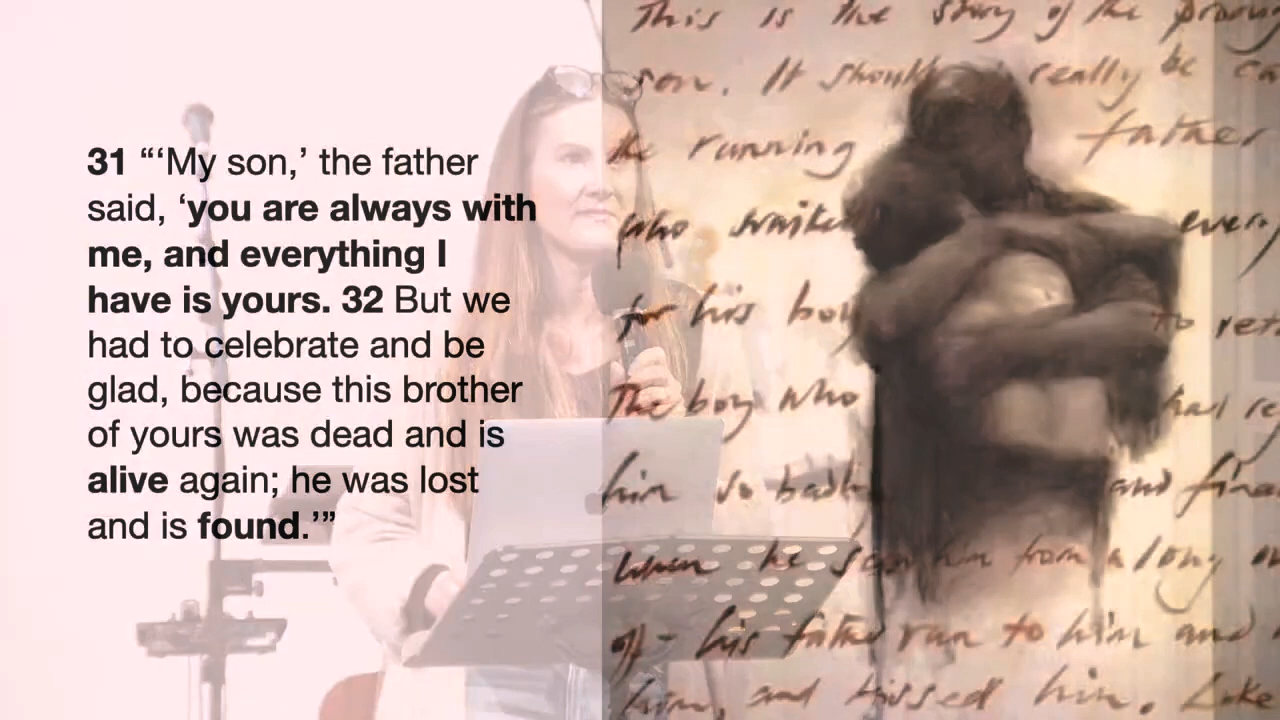 31 “‘My son,’ the father
said, ‘you are always with
me, and everything I
have is yours. 32 But we
had to celebrate and be
glad, because this brother
of yours was dead and is
alive again; he was lost
and is found.’”
This is the story of the
son. It should really be
the running father
who waited every
for his boy to
The boy who had
him so badly and
when he saw him from a long
off - his father ran to him and
him, and kissed him. Luke